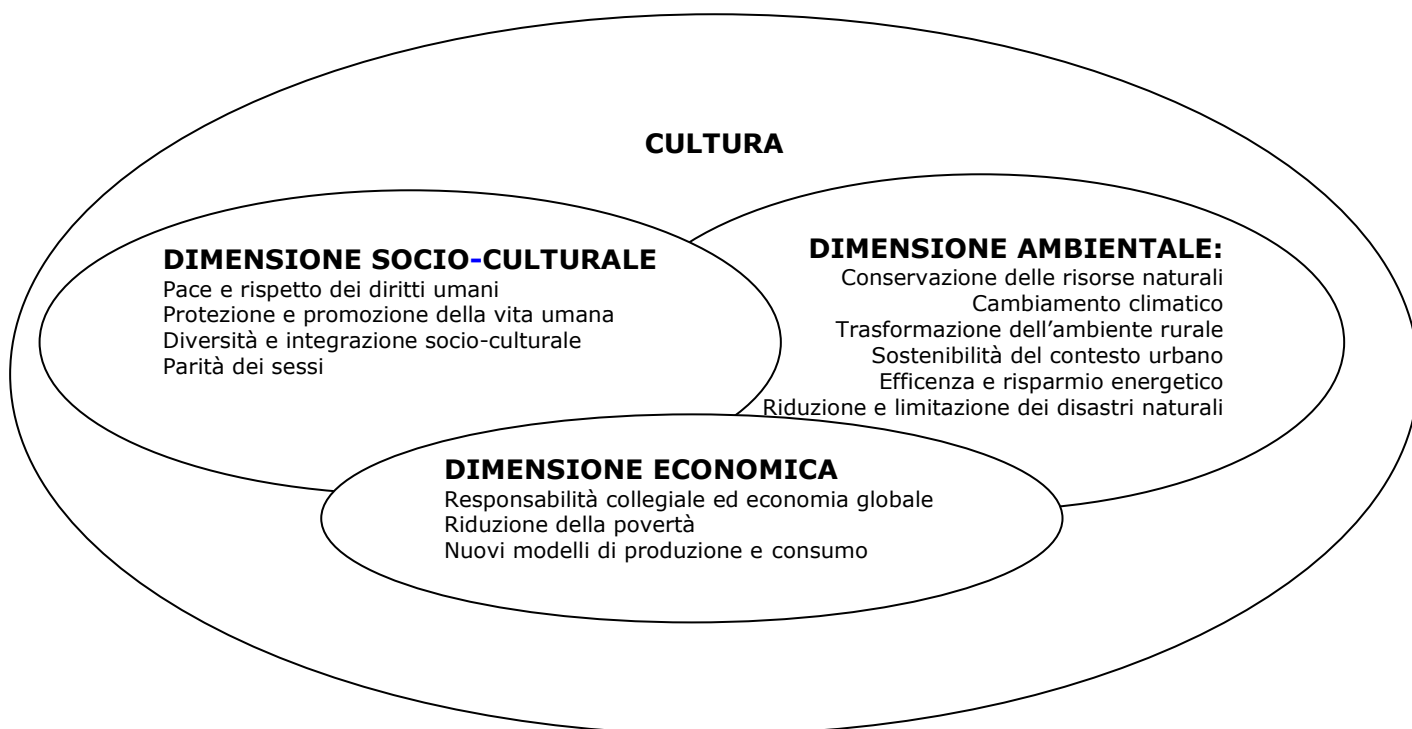 CULTURA
DIMENSIONE SOCIO-CULTURALE
Pace e rispetto dei diritti umani
Protezione e promozione della vita umana
Diversità e integrazione socio-culturale
Parità dei sessi
DIMENSIONE AMBIENTALE:
Conservazione delle risorse naturali
Cambiamento climatico
Trasformazione dell’ambiente rurale
Sostenibilità del contesto urbano
Efficenza e risparmio energetico
Riduzione e limitazione dei disastri naturali
DIMENSIONE ECONOMICA
Responsabilità collegiale ed economia globale
Riduzione della povertà
Nuovi modelli di produzione e consumo